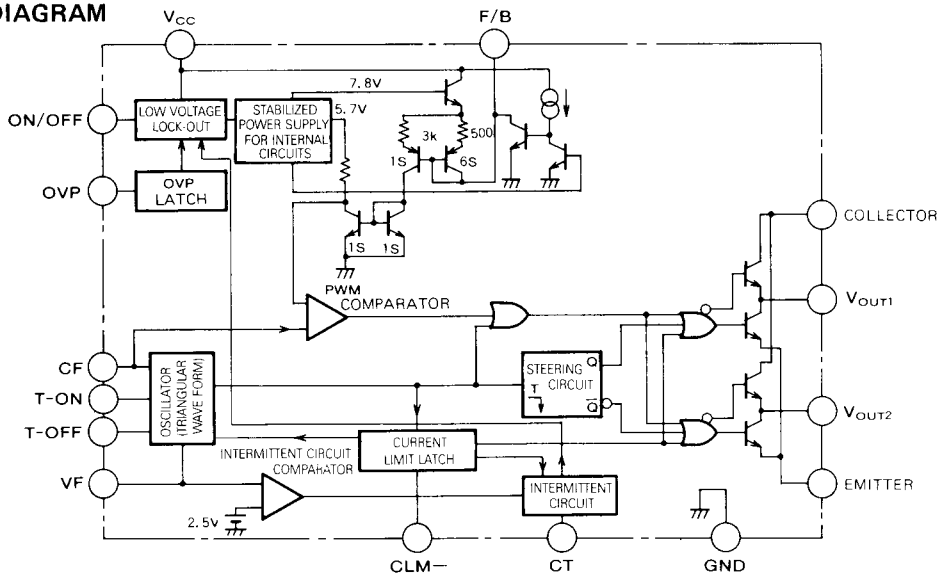 DIAGRAM
VCC
F/B
7.8V
5.7V
ON/OFF
LOW VOLTAGE
LOCK-OUT
STABILIZED
POWER SUPPLY
FOR INTERNAL
CIRCUITS
3k
500
1S
6S
OVP
OVP
LATCH
COLLECTOR
1S
1S
PWM
COMPARATOR
VOUT1
CF
T-ON
T-OFF
OSCILLATOR
(TRIANGULAR
WAVE FORM)
STEERING
CIRCUIT
T
Q
Q̅
VOUT2
INTERMITTENT CIRCUIT
COMPARATOR
CURRENT
LIMIT LATCH
VF
INTERMITTENT
CIRCUIT
EMITTER
2.5V
CLM−
CT
GND